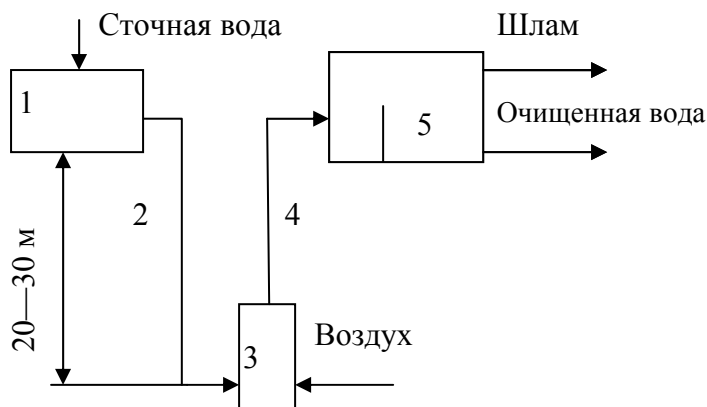 Сточная вода
Шлам
1
5
Очищенная вода
2
4
20—30 м
Воздух
3